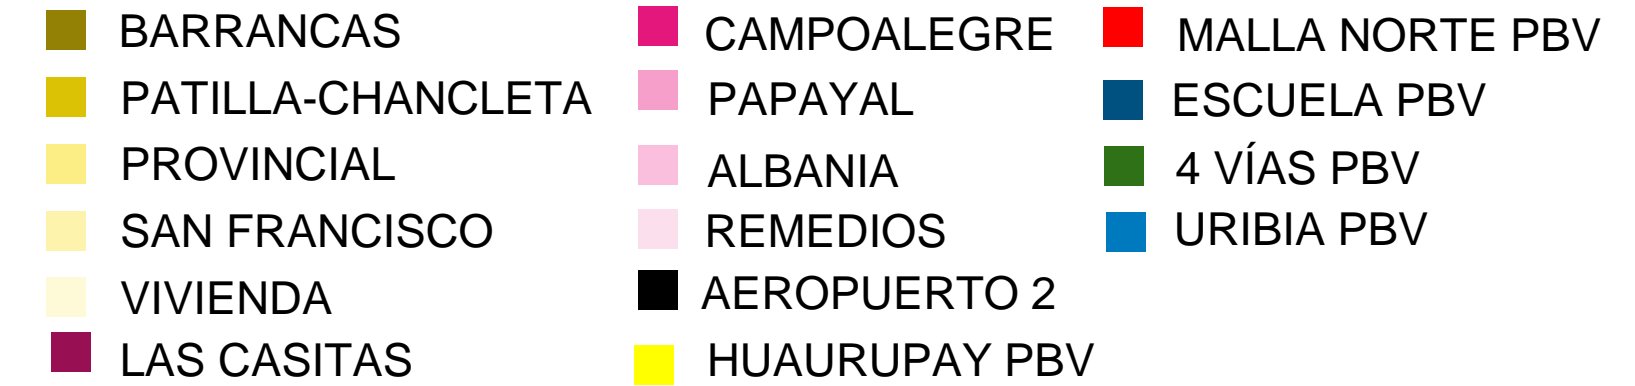 BARRANCAS
PATILLA-CHANCLETA
PROVINCIAL
SAN FRANCISCO
VIVIENDA
LAS CASITAS
CAMPOALEGRE
PAPAYAL
ALBANIA
REMEDIOS
AEROPUERTO 2
HUAURUPAY PBV
MALLA NORTE PBV
ESCUELA PBV
4 VÍAS PBV
URIBIA PBV